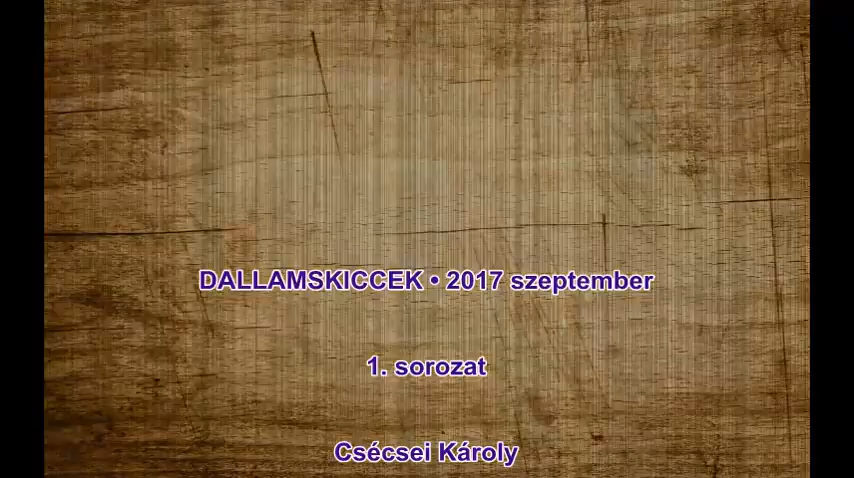 DALLAMSKICCEK • 2017 szeptember
1. sorozat
Csécsei Károly